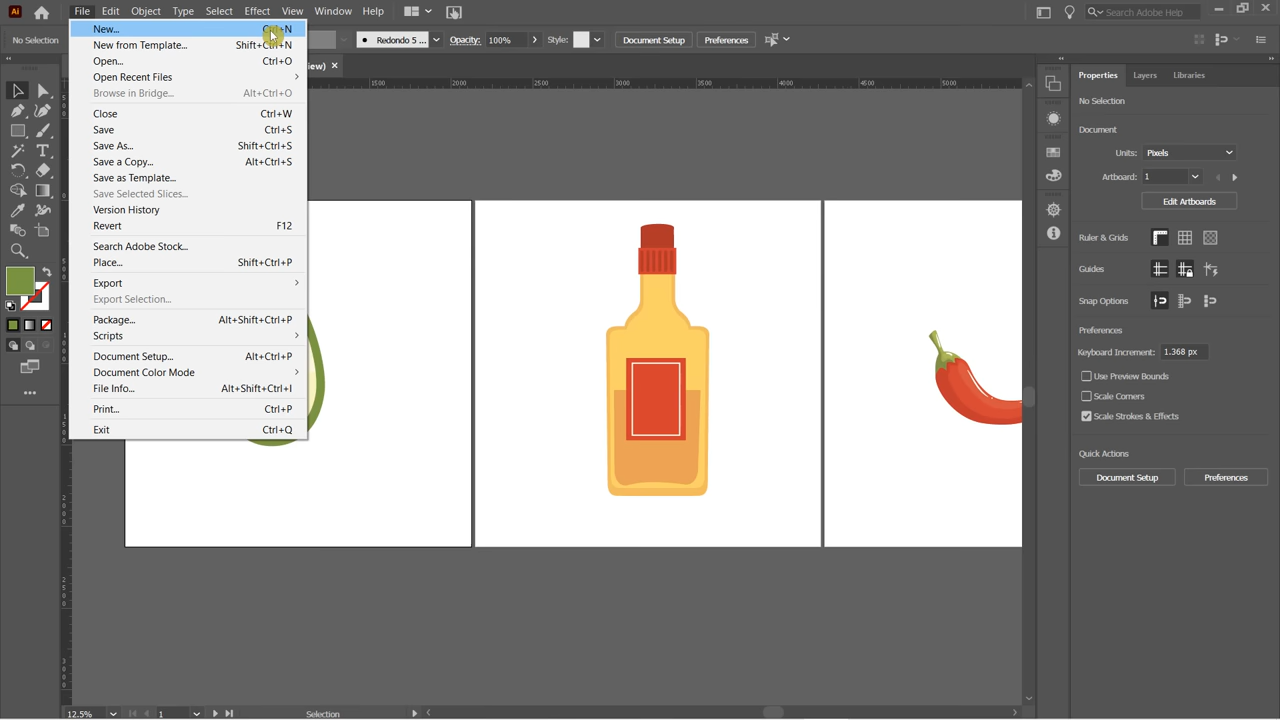 Ai File Edit Object Type Select Effect View Window Help Search Adobe Help
No Selection Redondo 5 ... Opacity: 100% Style: Document Setup Preferences
New... Ctrl+N
New from Template... Shift+Ctrl+N
Open... Ctrl+O
Open Recent Files
Browse in Bridge... Alt+Ctrl+O
Close Ctrl+W
Save Ctrl+S
Save As... Shift+Ctrl+S
Save a Copy... Alt+Ctrl+S
Save as Template...
Save Selected Slices...
Version History
Revert F12
Search Adobe Stock...
Place... Shift+Ctrl+P
Export
Export Selection...
Package... Alt+Shift+Ctrl+P
Scripts
Document Setup... Alt+Ctrl+P
Document Color Mode
File Info... Alt+Shift+Ctrl+I
Print... Ctrl+P
Exit Ctrl+Q
iew) ×
1500 2000 2500 3000 3500 4000 4500 5000
Properties Layers Libraries
No Selection
Document
Units: Pixels
Artboard: 1
Edit Artboards
Ruler & Grids
Guides
Snap Options
Preferences
Keyboard Increment: 1.368 px
Use Preview Bounds
Scale Corners
Scale Strokes & Effects
Quick Actions
Document Setup Preferences
12.5% 1 Selection